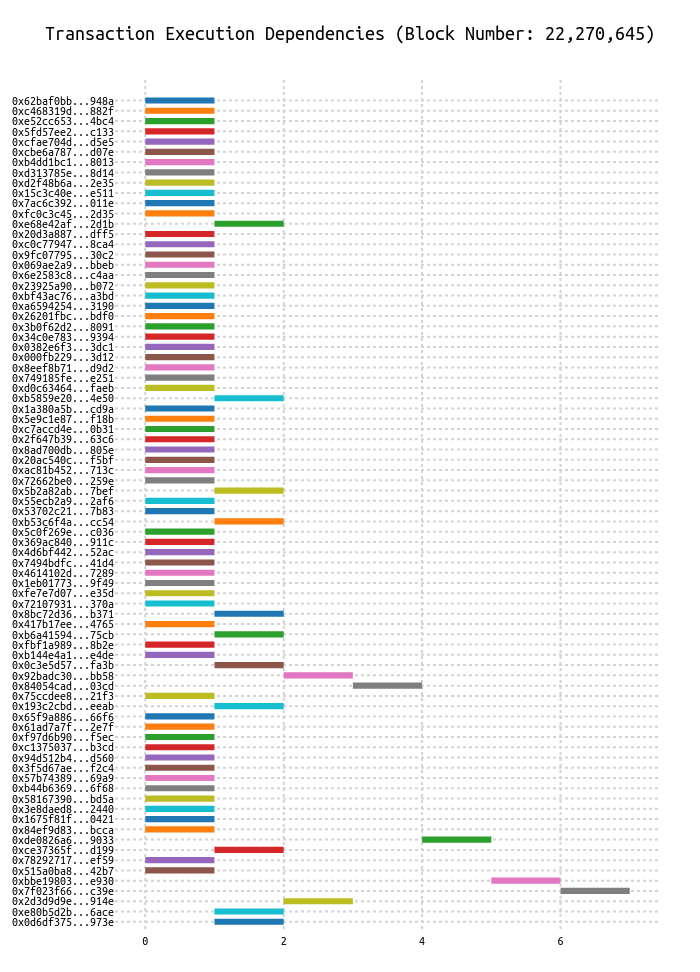 Transaction Execution Dependencies (Block Number: 22,270,645)
0x62baf0bb...948a
0xc468319d...882f
0xe52cc653...4bc4
0x5fd57ee2...c133
0xcfae704d...d5e5
0xcbe6a787...d07e
0xb4dd1bc1...8013
0xd313785e...8d14
0xd2f48b6a...2e35
0x15c3c40e...e511
0x7ac6c392...011e
0xfc0c3c45...2d35
0xe68e42af...2d1b
0x20d3a887...dff5
0xc0c77947...8ca4
0x9fc07795...30c2
0x069ae2a9...bbeb
0x6e2583c8...c4aa
0x23925a90...b072
0xbf43ac76...a3bd
0xa6594254...3190
0x26201fbc...bdf0
0x3b0f62d2...8091
0x34c0e783...9394
0x0382e6f3...3dc1
0x000fb229...3d12
0x8eef8b71...d9d2
0x749185fe...e251
0xd0c63464...faeb
0xb5859e20...4e50
0x1a380a5b...cd9a
0x5e9c1e87...f18b
0xc7accd4e...0b31
0x2f647b39...63c6
0x8ad700db...805e
0x20ac540c...f5bf
0xac81b452...713c
0x72662be0...259e
0x5b2a82ab...7bef
0x55ecb2a9...2af6
0x53702c21...7b83
0xb53c6f4a...cc54
0x5c0f269e...c036
0x369ac840...911c
0x4d6bf442...52ac
0x7494bdfc...41d4
0x4614102d...7289
0x1eb01773...9f49
0xfe7e7d07...e35d
0x72107931...370a
0x8bc72d36...b371
0x417b17ee...4765
0xb6a41594...75cb
0xfbf1a989...8b2e
0xb144e4a1...e4de
0x0c3e5d57...fa3b
0x92badc30...bb58
0x84054cad...03cd
0x75ccdee8...21f3
0x193c2cbd...eeab
0x65f9a886...66f6
0x61ad7a7f...2e7f
0xf97d6b90...f5ec
0xc1375037...b3cd
0x94d512b4...d560
0x3f5d67ae...f2c4
0x57b74389...69a9
0xb44b6369...6f68
0x58167390...bd5a
0x3e8daed8...2440
0x1675f81f...0421
0x84ef9d83...bcca
0xde0826a6...9033
0xce37365f...d199
0x78292717...ef59
0x515a0ba8...42b7
0xbbe19803...e930
0x7f023f66...c39e
0x2d3d9d9e...914e
0xe80b5d2b...6ace
0x0d6df375...973e
0 2 4 6